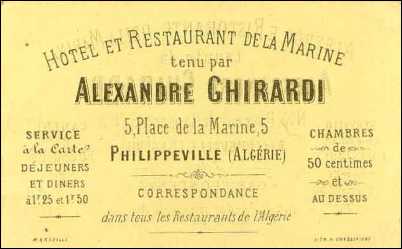 HOTEL ET RESTAURANT DE LA MARINE
tenu par
ALEXANDRE GHIRARDI
5, Place de la Marine, 5
PHILIPPEVILLE (ALGÉRIE)
SERVICE
à la Carte
DÉJEUNERS
ET DINERS
à 1f. 25 et 1f 50
CHAMBRES
de
50 centimes
et
AU DESSUS
CORRESPONDANCE
dans tous les Restaurants de l'Algérie
MARSEILLE